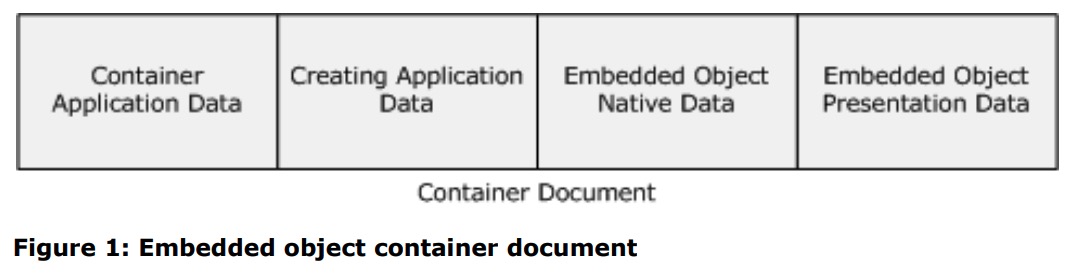 Container
Application Data
Creating Application
Data
Embedded Object
Native Data
Embedded Object
Presentation Data
Container Document
Figure 1: Embedded object container document